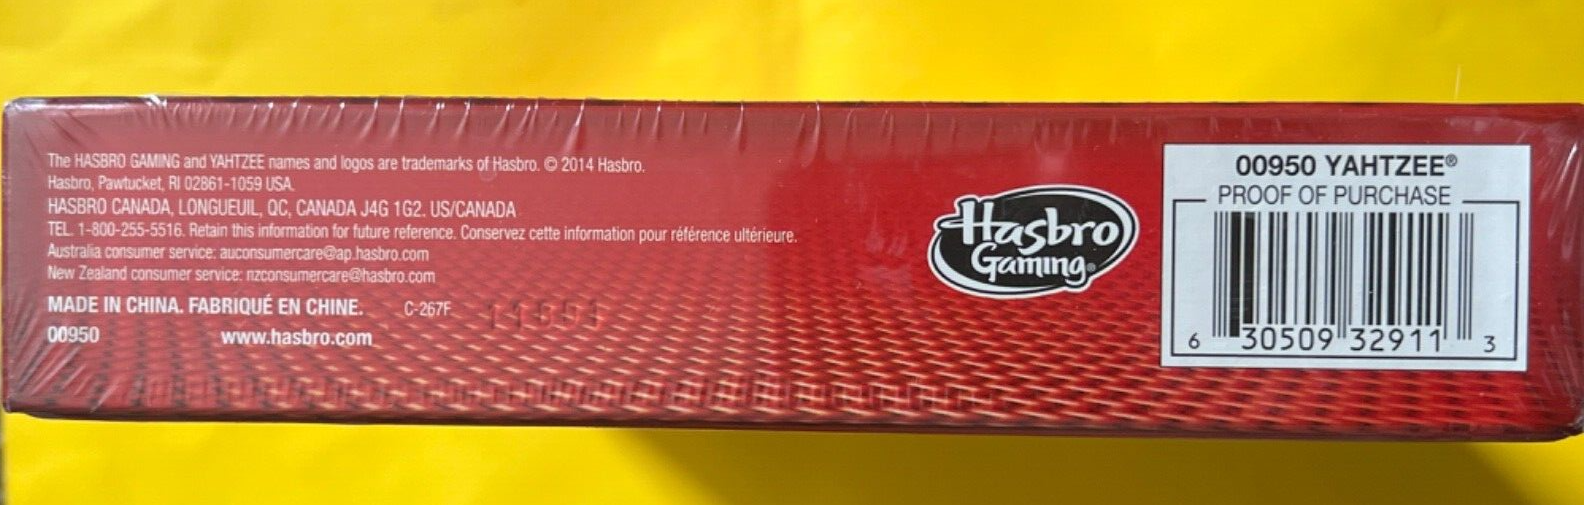 The HASBRO GAMING and YAHTZEE names and logos are trademarks of Hasbro. © 2014 Hasbro.
Hasbro, Pawtucket, RI 02861-1059 USA.
HASBRO CANADA, LONGUEUIL, QC, CANADA J4G 1G2. US/CANADA
TEL. 1-800-255-5516. Retain this information for future reference. Conservez cette information pour référence ultérieure.
Australia consumer service: auconsumercare@ap.hasbro.com
New Zealand consumer service: nzconsumercare@hasbro.com
MADE IN CHINA. FABRIQUÉ EN CHINE. C-267F
00950 www.hasbro.com
Hasbro
Gaming®
00950 YAHTZEE®
PROOF OF PURCHASE
6 30509 32911 3